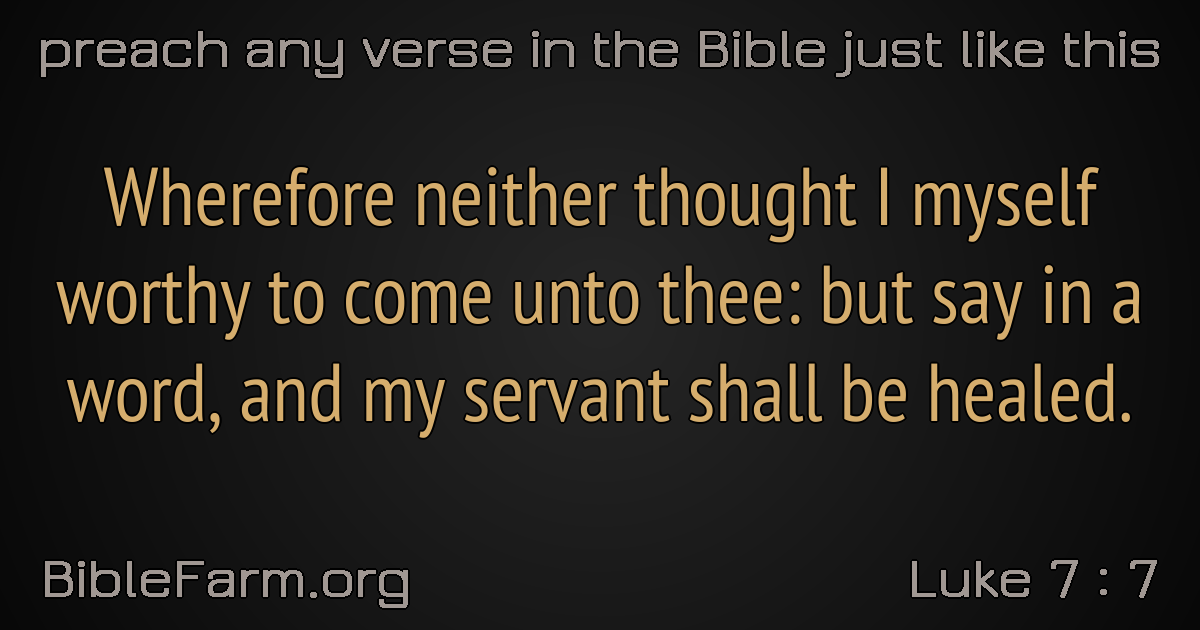 preach any verse in the Bible just like this
Wherefore neither thought I myself
worthy to come unto thee: but say in a
word, and my servant shall be healed.
BibleFarm.org
Luke 7 : 7